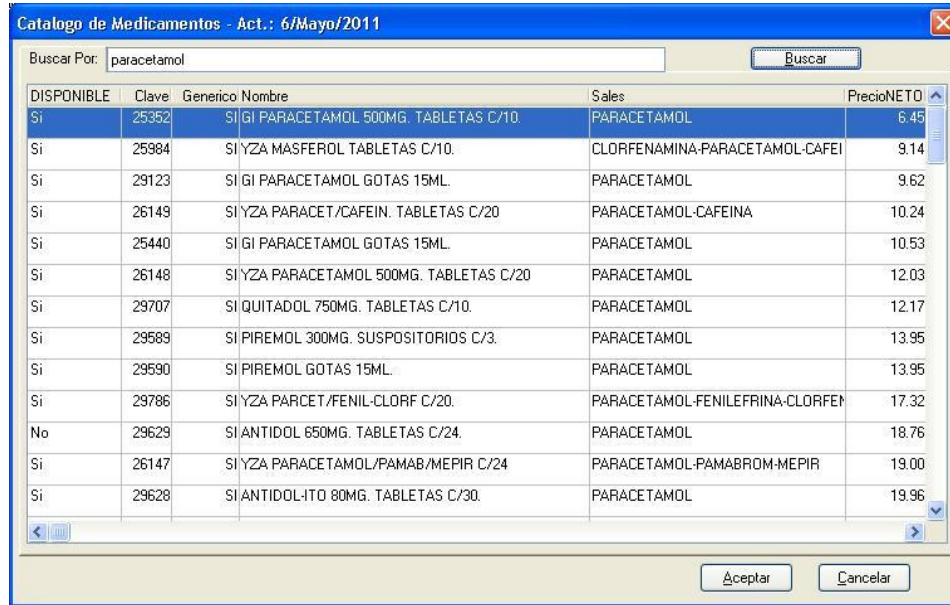 Catalogo de Medicamentos - Act.: 6/Mayo/2011
Buscar Por: paracetamol Buscar
DISPONIBLE Clave Generico Nombre Sales PrecioNETO
Si 25352 SI GI PARACETAMOL 500MG. TABLETAS C/10. PARACETAMOL 6.45
Si 25984 SI YZA MASFEROL TABLETAS C/10. CLORFENAMINA-PARACETAMOL-CAFEI 9.14
Si 29123 SI GI PARACETAMOL GOTAS 15ML. PARACETAMOL 9.62
Si 26149 SI YZA PARACET/CAFEIN. TABLETAS C/20 PARACETAMOL-CAFEINA 10.24
Si 25440 SI GI PARACETAMOL GOTAS 15ML. PARACETAMOL 10.53
Si 26148 SI YZA PARACETAMOL 500MG. TABLETAS C/20 PARACETAMOL 12.03
Si 29707 SI QUITADOL 750MG. TABLETAS C/10. PARACETAMOL 12.17
Si 29589 SI PIREMOL 300MG. SUSPOSITORIOS C/3. PARACETAMOL 13.95
Si 29590 SI PIREMOL GOTAS 15ML. PARACETAMOL 13.95
Si 29786 SI YZA PARCET/FENIL-CLORF C/20. PARACETAMOL-FENILEFRINA-CLORFEN 17.32
No 29629 SI ANTIDOL 650MG. TABLETAS C/24. PARACETAMOL 18.76
Si 26147 SI YZA PARACETAMOL/PAMAB/MEPIR C/24 PARACETAMOL-PAMABROM-MEPIR 19.00
Si 29628 SI ANTIDOL-ITO 80MG. TABLETAS C/30. PARACETAMOL 19.96
Aceptar Cancelar